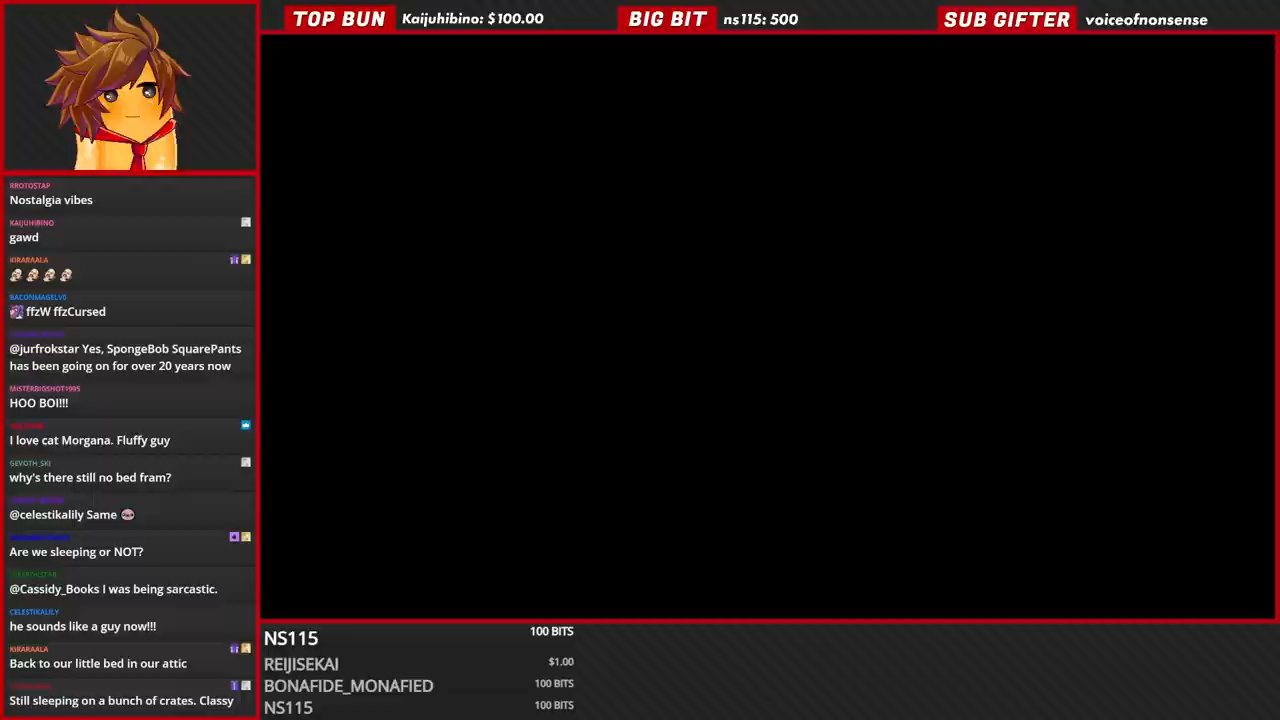 TOP BUN Kaijuhibino: $100.00 BIG BIT ns115: 500 SUB GIFTER voiceofnonsense
RROTOSTAP
Nostalgia vibes
KAIJUHIBINO
gawd
KIRARAALA
BACONMAGELV0
ffzW ffzCursed
@jurfrokstar Yes, SpongeBob SquarePants
has been going on for over 20 years now
MISTERBIGSHOT1995
HOO BOI!!!
I love cat Morgana. Fluffy guy
GEVOTH_SKI
why's there still no bed fram?
@celestikalily Same
Are we sleeping or NOT?
@Cassidy_Books I was being sarcastic.
CELESTIKALILY
he sounds like a guy now!!!
KIRARAALA
Back to our little bed in our attic
Still sleeping on a bunch of crates. Classy
NS115 100 BITS
REIJISEKAI $1.00
BONAFIDE_MONAFIED 100 BITS
NS115 100 BITS